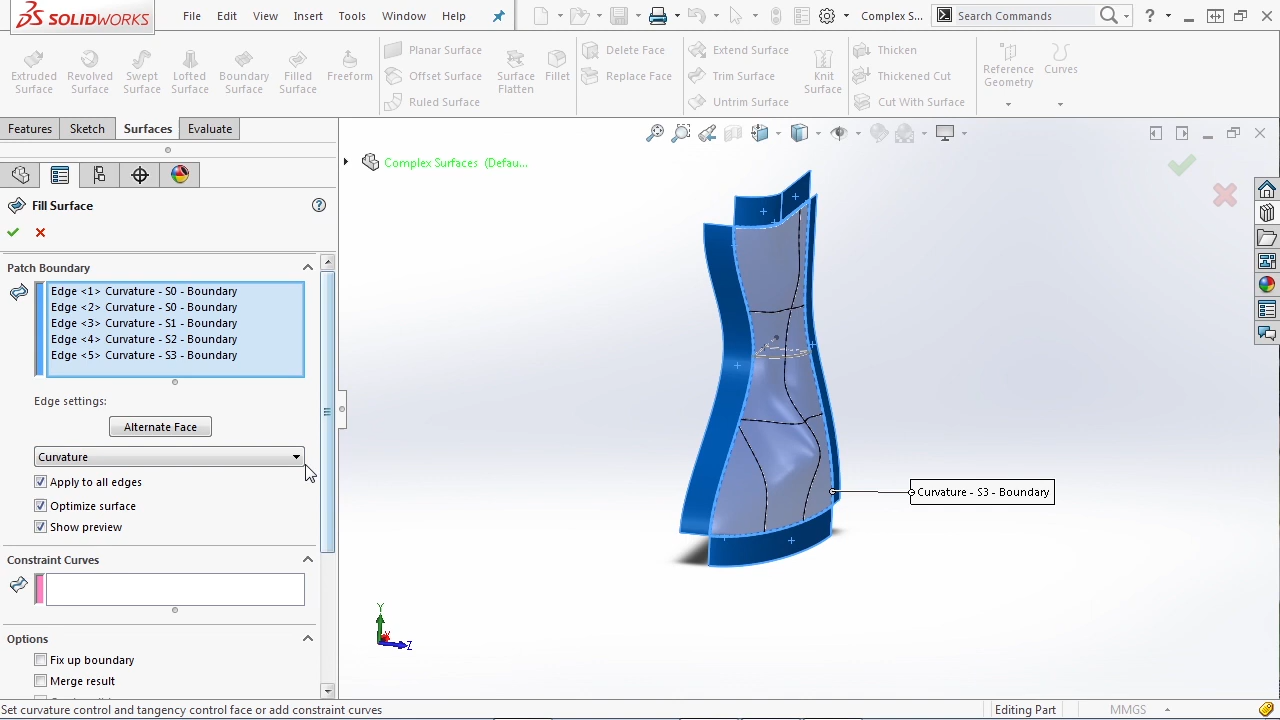 SOLIDWORKS File Edit View Insert Tools Window Help Complex S... Search Commands ?
Extruded Surface
Revolved Surface
Swept Surface
Lofted Surface
Boundary Surface
Filled Surface
Freeform
Planar Surface
Offset Surface
Ruled Surface
Surface Flatten
Fillet
Delete Face
Replace Face
Extend Surface
Trim Surface
Untrim Surface
Knit Surface
Thicken
Thickened Cut
Cut With Surface
Reference Geometry
Curves
Features Sketch Surfaces Evaluate
Complex Surfaces (Defau...
Fill Surface ?
Patch Boundary
Edge <1> Curvature - S0 - Boundary
Edge <2> Curvature - S0 - Boundary
Edge <3> Curvature - S1 - Boundary
Edge <4> Curvature - S2 - Boundary
Edge <5> Curvature - S3 - Boundary
Edge settings:
Alternate Face
Curvature
Apply to all edges
Optimize surface
Show preview
Constraint Curves
Options
Fix up boundary
Merge result
Curvature - S3 - Boundary
Y
Z
Set curvature control and tangency control face or add constraint curves Editing Part MMGS